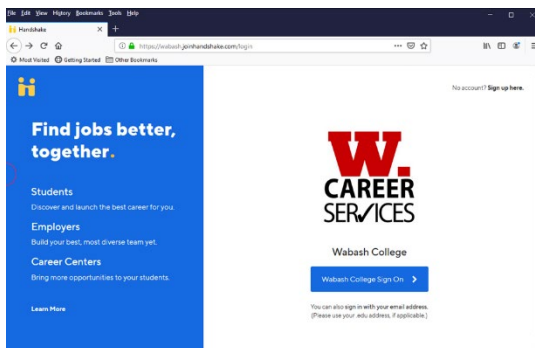 File Edit View History Bookmarks Tools Help
Handshake
https://wabash.joinhandshake.com/login
Most Visited Getting Started Other Bookmarks
No account? Sign up here.
Find jobs better,
together.
Students
Discover and launch the best career for you.
Employers
Build your best, most diverse team yet.
Career Centers
Bring more opportunities to your students.
Learn More
W.
CAREER
SERVICES
Wabash College
Wabash College Sign On
You can also sign in with your email address.
(Please use your .edu address, if applicable.)